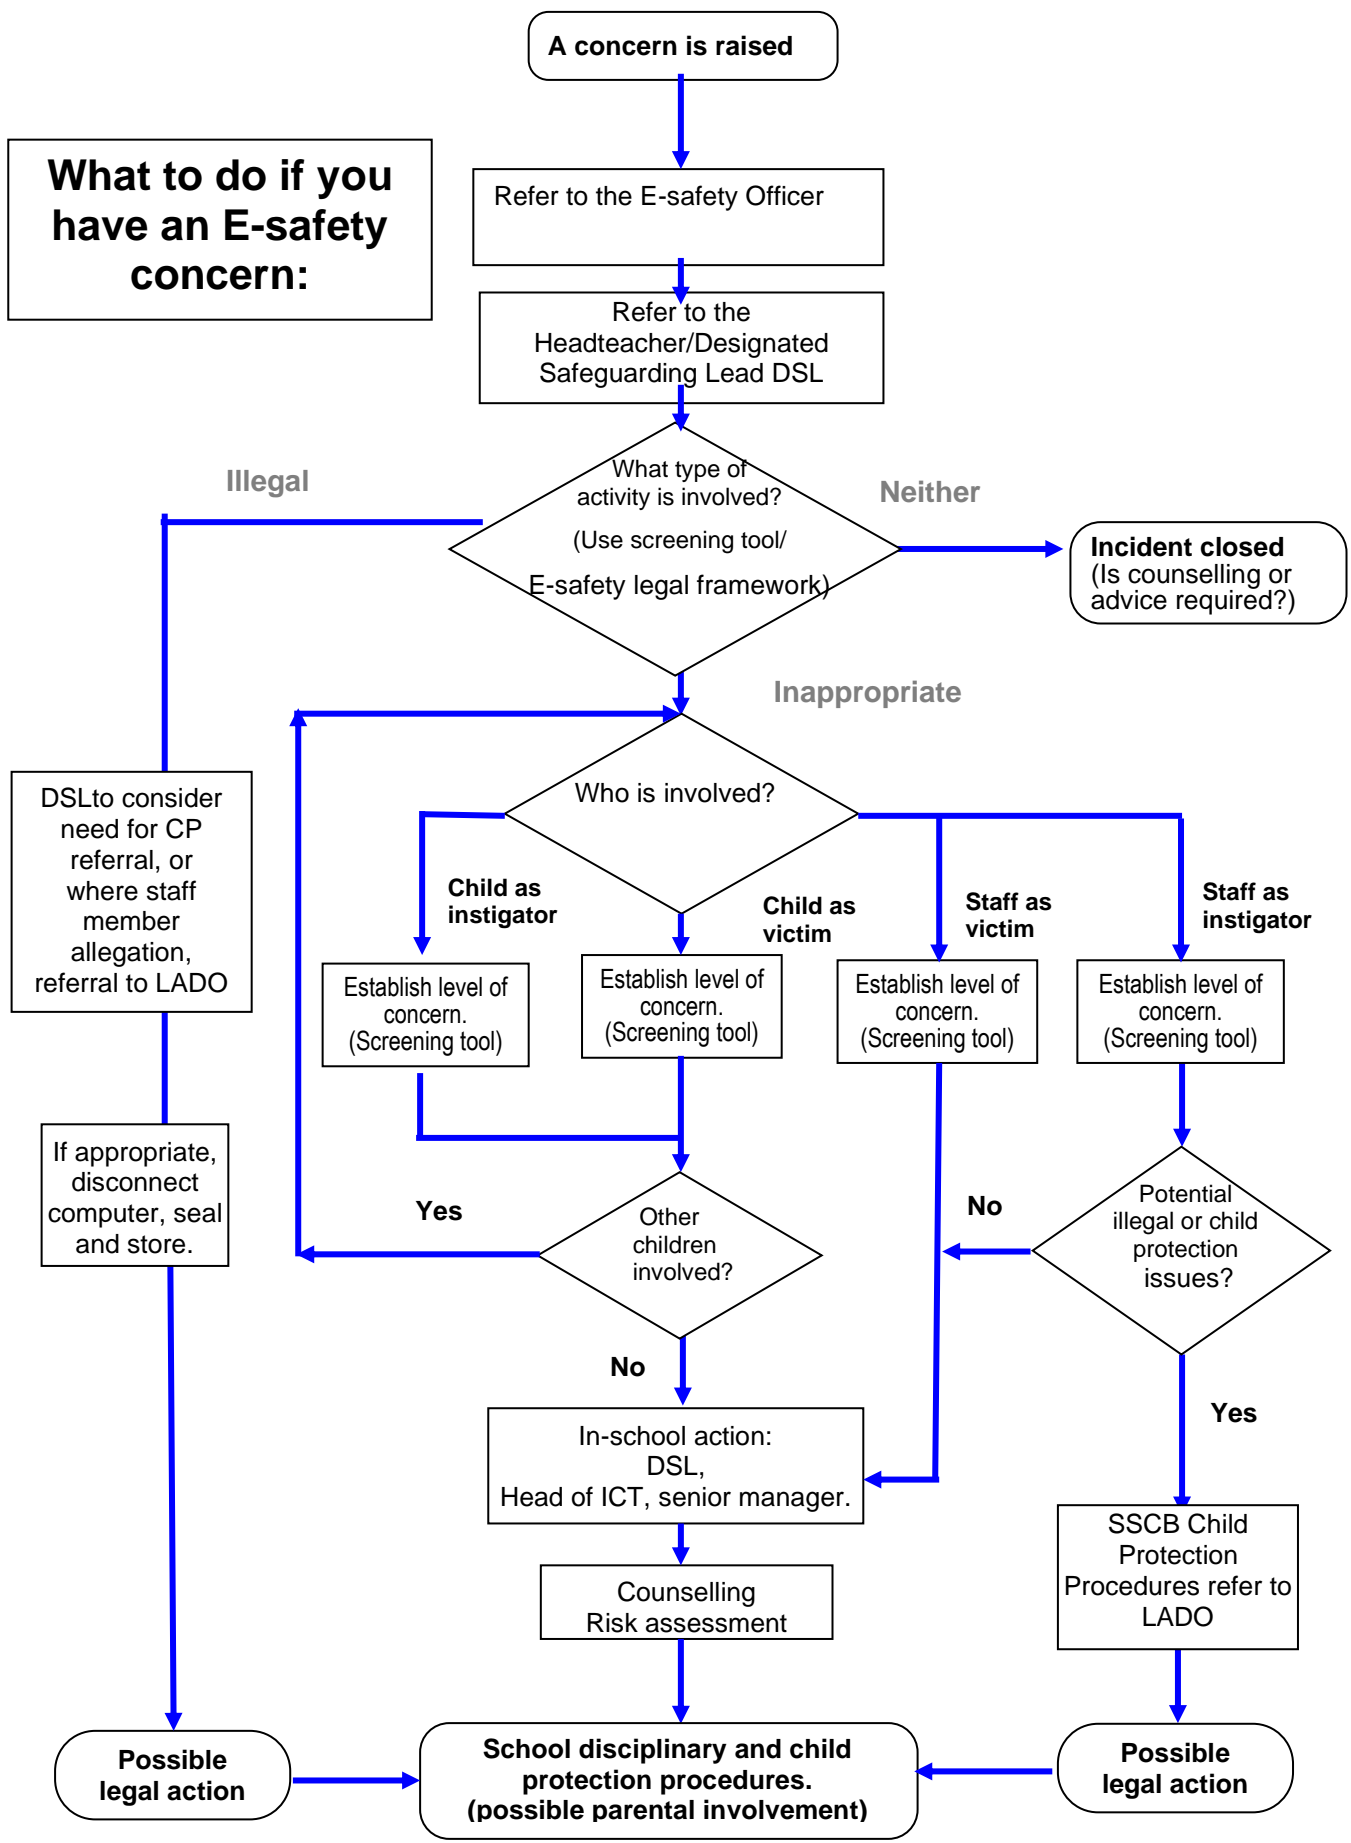 A concern is raised
What to do if you
have an E-safety
concern:
Refer to the E-safety Officer
Refer to the
Headteacher/Designated
Safeguarding Lead DSL
Illegal
What type of
activity is involved?
(Use screening tool/
E-safety legal framework)
Neither
Incident closed
(Is counselling or
advice required?)
Inappropriate
DSLto consider
need for CP
referral, or
where staff
member
allegation,
referral to LADO
Who is involved?
Child as
instigator
Child as
victim
Staff as
victim
Staff as
instigator
Establish level of
concern.
(Screening tool)
Establish level of
concern.
(Screening tool)
Establish level of
concern.
(Screening tool)
Establish level of
concern.
(Screening tool)
If appropriate,
disconnect
computer, seal
and store.
Yes
Other
children
involved?
No
Potential
illegal or child
protection
issues?
No
Yes
In-school action:
DSL,
Head of ICT, senior manager.
SSCB Child
Protection
Procedures refer to
LADO
Counselling
Risk assessment
Possible
legal action
School disciplinary and child
protection procedures.
(possible parental involvement)
Possible
legal action